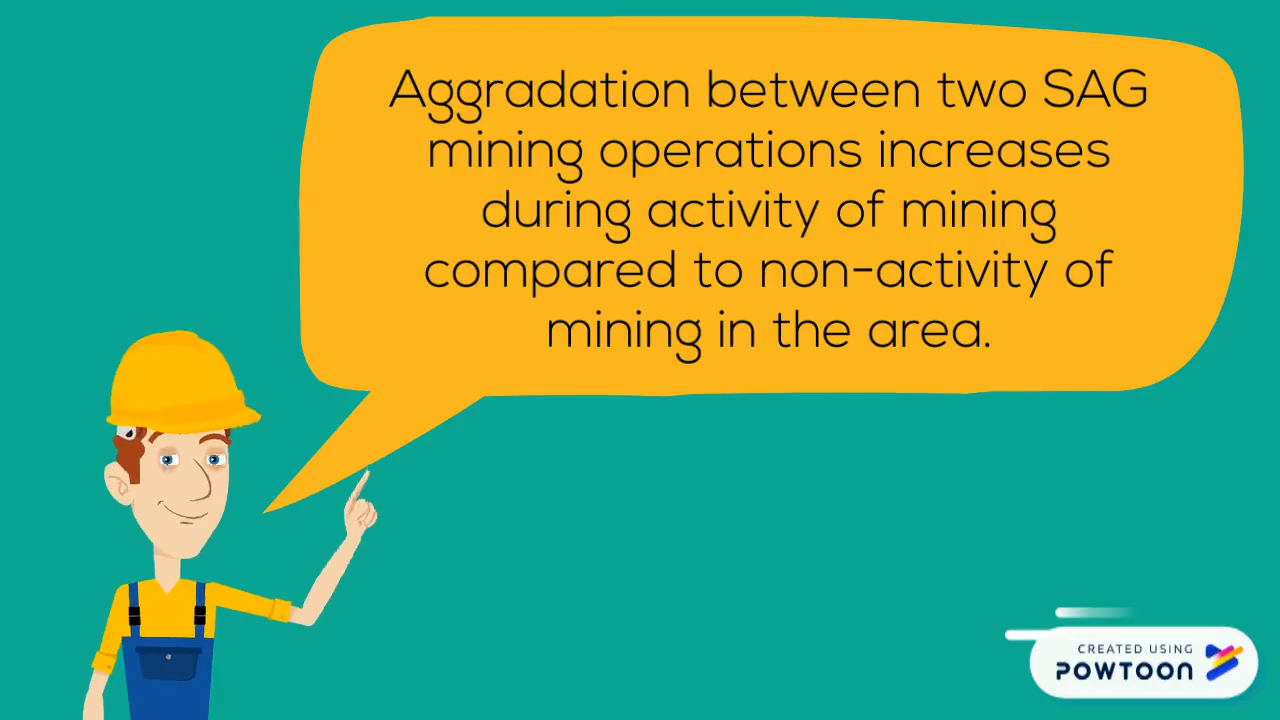 Aggradation between two SAG
mining operations increases
during activity of mining
compared to non-activity of
mining in the area.
CREATED USING
POWTOON